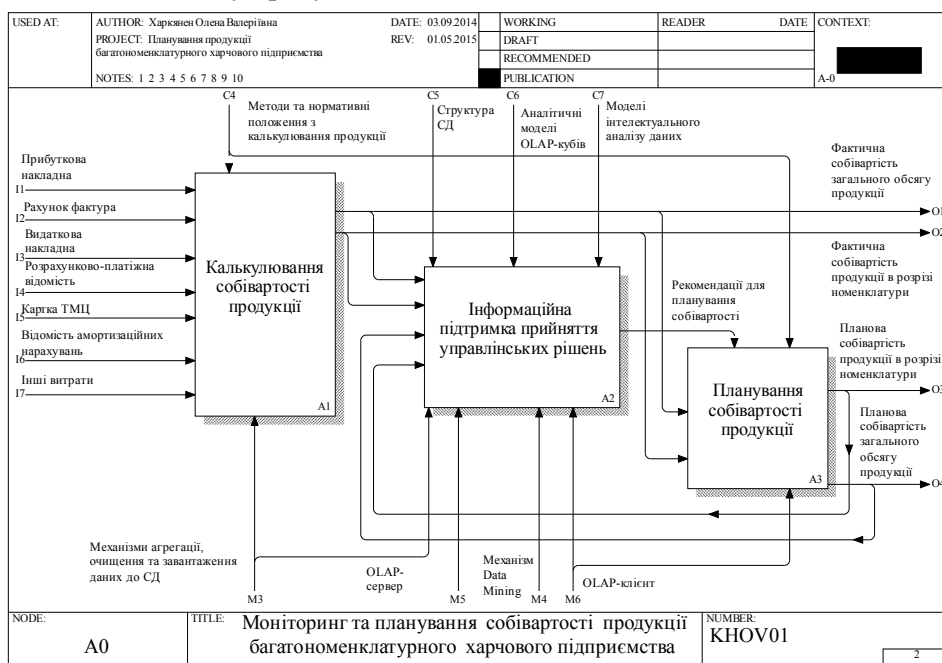 USED AT:
AUTHOR: Харкянен Олена Валеріївна
DATE: 03.09.2014
PROJECT: Планування продукції
багатономенклатурного харчового підприємства
REV: 01.05.2015
NOTES: 1 2 3 4 5 6 7 8 9 10
WORKING
DRAFT
RECOMMENDED
PUBLICATION
READER
DATE
CONTEXT:
A-0
C4
Методи та нормативні
положення з
калькулювання продукції
C5
Структура
СД
C6
Аналітичні
моделі
OLAP-кубів
C7
Моделі
інтелектуального
аналізу даних
Прибуткова
накладна
I1
Рахунок фактура
I2
Видаткова
накладна
I3
Розрахунково-платіжна
відомість
I4
Картка ТМЦ
I5
Відомість амортизаційних
нарахувань
I6
Інші витрати
I7
Калькулювання
собівартості
продукції
A1
Інформаційна
підтримка прийняття
управлінських рішень
A2
Рекомендації для
планування
собівартості
Планування
собівартості
продукції
A3
Фактична
собівартість
загального обсягу
продукції
O1
O2
Фактична
собівартість
продукції в розрізі
номенклатури
Планова
собівартість
продукції в розрізі
номенклатури
O3
Планова
собівартість
загального
обсягу
продукції
O4
Механізми агрегації,
очищення та завантаження
даних до СД
M3
OLAP-
сервер
M5
Механізм
Data
Mining
M4
M6
OLAP-клієнт
NODE:
A0
TITLE:
Моніторинг та планування собівартості продукції
багатономенклатурного харчового підприємства
NUMBER:
KHOV01
2